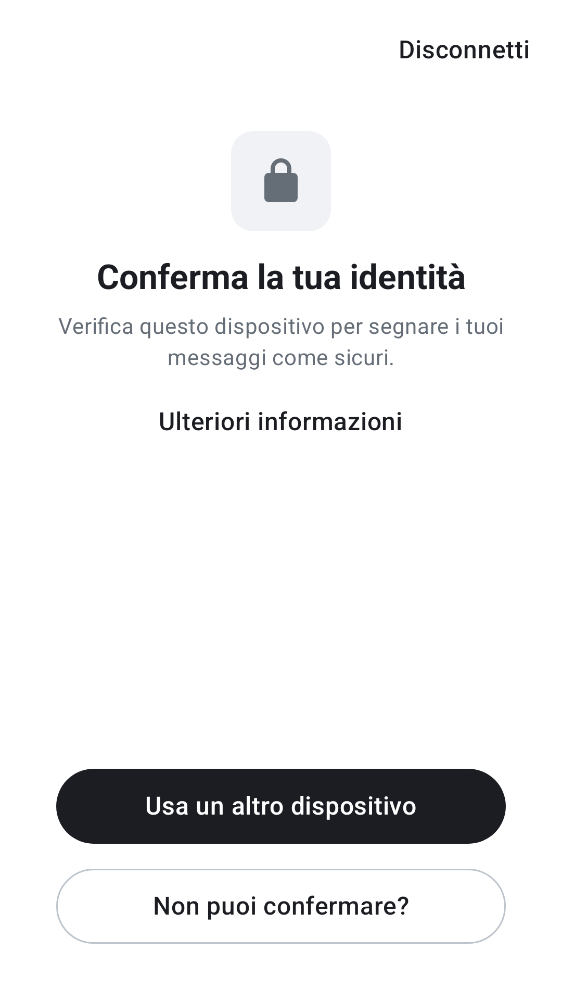 Disconnetti
Conferma la tua identità
Verifica questo dispositivo per segnare i tuoi
messaggi come sicuri.
Ulteriori informazioni
Usa un altro dispositivo
Non puoi confermare?